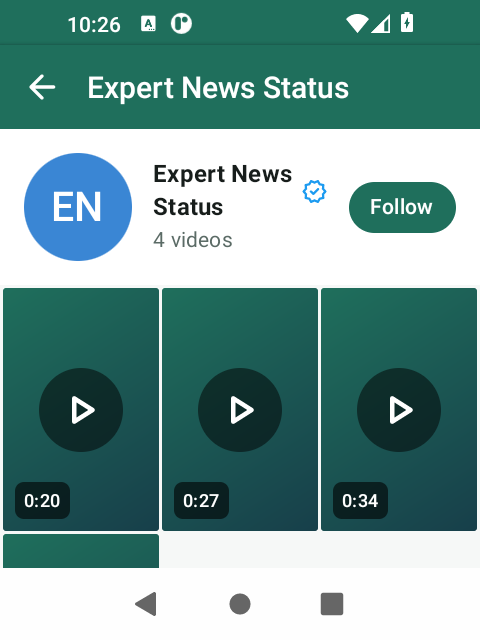 10:26
Expert News Status
EN
Expert News
Status
4 videos
Follow
0:20
0:27
0:34